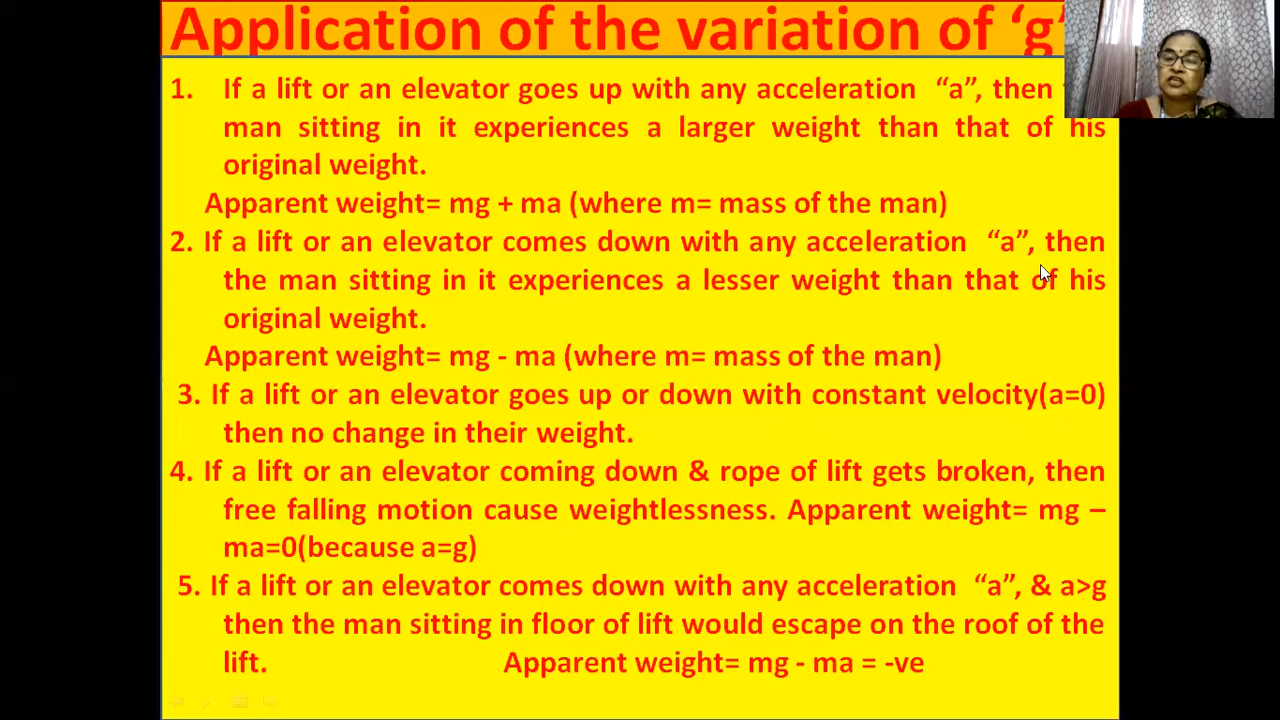 Application of the variation of ‘g’
1. If a lift or an elevator goes up with any acceleration “a”, then
man sitting in it experiences a larger weight than that of his
original weight.
Apparent weight= mg + ma (where m= mass of the man)
2. If a lift or an elevator comes down with any acceleration “a”, then
the man sitting in it experiences a lesser weight than that of his
original weight.
Apparent weight= mg - ma (where m= mass of the man)
3. If a lift or an elevator goes up or down with constant velocity(a=0)
then no change in their weight.
4. If a lift or an elevator coming down & rope of lift gets broken, then
free falling motion cause weightlessness. Apparent weight= mg –
ma=0(because a=g)
5. If a lift or an elevator comes down with any acceleration “a”, & a>g
then the man sitting in floor of lift would escape on the roof of the
lift. Apparent weight= mg - ma = -ve